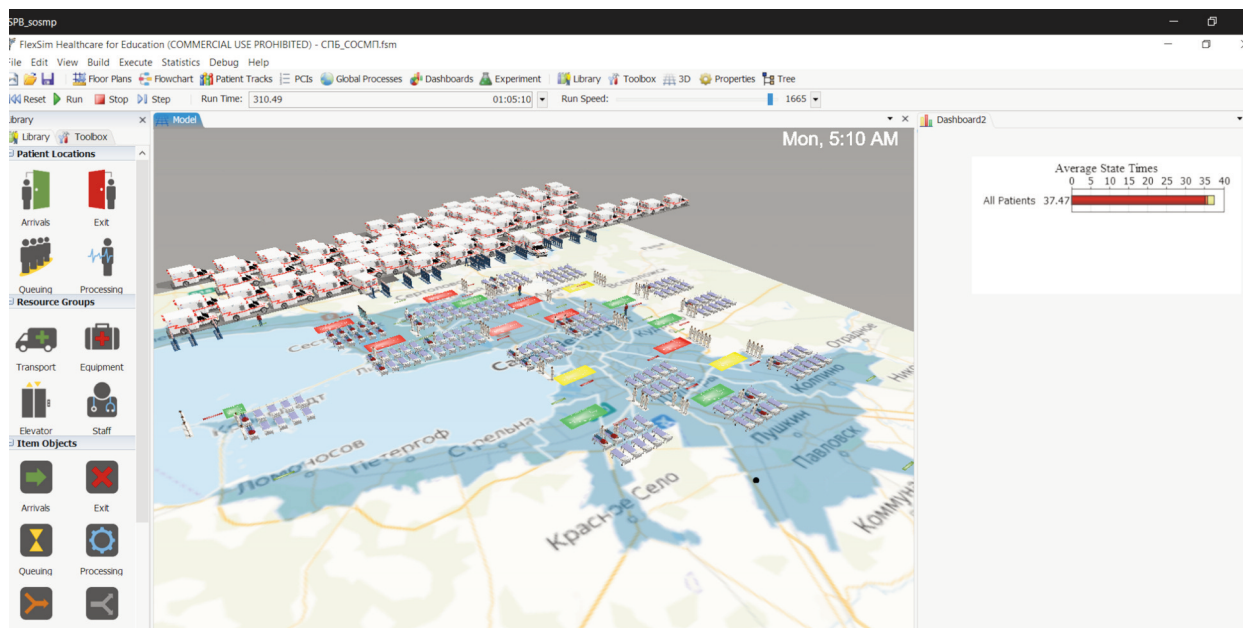 SPB_sosmp
FlexSim Healthcare for Education (COMMERCIAL USE PROHIBITED) - СПБ_СОСМП.fsm
File Edit View Build Execute Statistics Debug Help
Floor Plans Flowchart Patient Tracks PCIs Global Processes Dashboards Experiment Library Toolbox 3D Properties Tree
Reset Run Stop Step Run Time: 310.49 01:05:10 Run Speed: 1665
Library
Library Toolbox
Patient Locations
Arrivals Exit
Queuing Processing
Resource Groups
Transport Equipment
Elevator Staff
Item Objects
Arrivals Exit
Queuing Processing
Model
Mon, 5:10 AM
Ломоносов
Петергоф
Стрельна
Красное Село
Пушкин
Павловск
Колпино
Отрадное
Dashboard2
Average State Times
0 5 10 15 20 25 30 35 40
All Patients 37.47